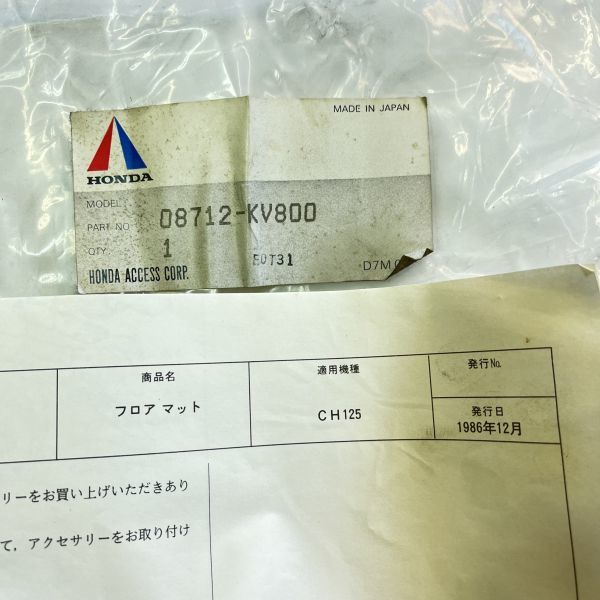 MADE IN JAPAN
HONDA
MODEL
PART NO 08712-KV800
QTY 1
EOT31
HONDA ACCESS CORP.
D7M
商品名
適用機種
発行No.
フロア マット
CH125
発行日
1986年12月
リーをお買い上げいただきあり
て，アクセサリーをお取り付け